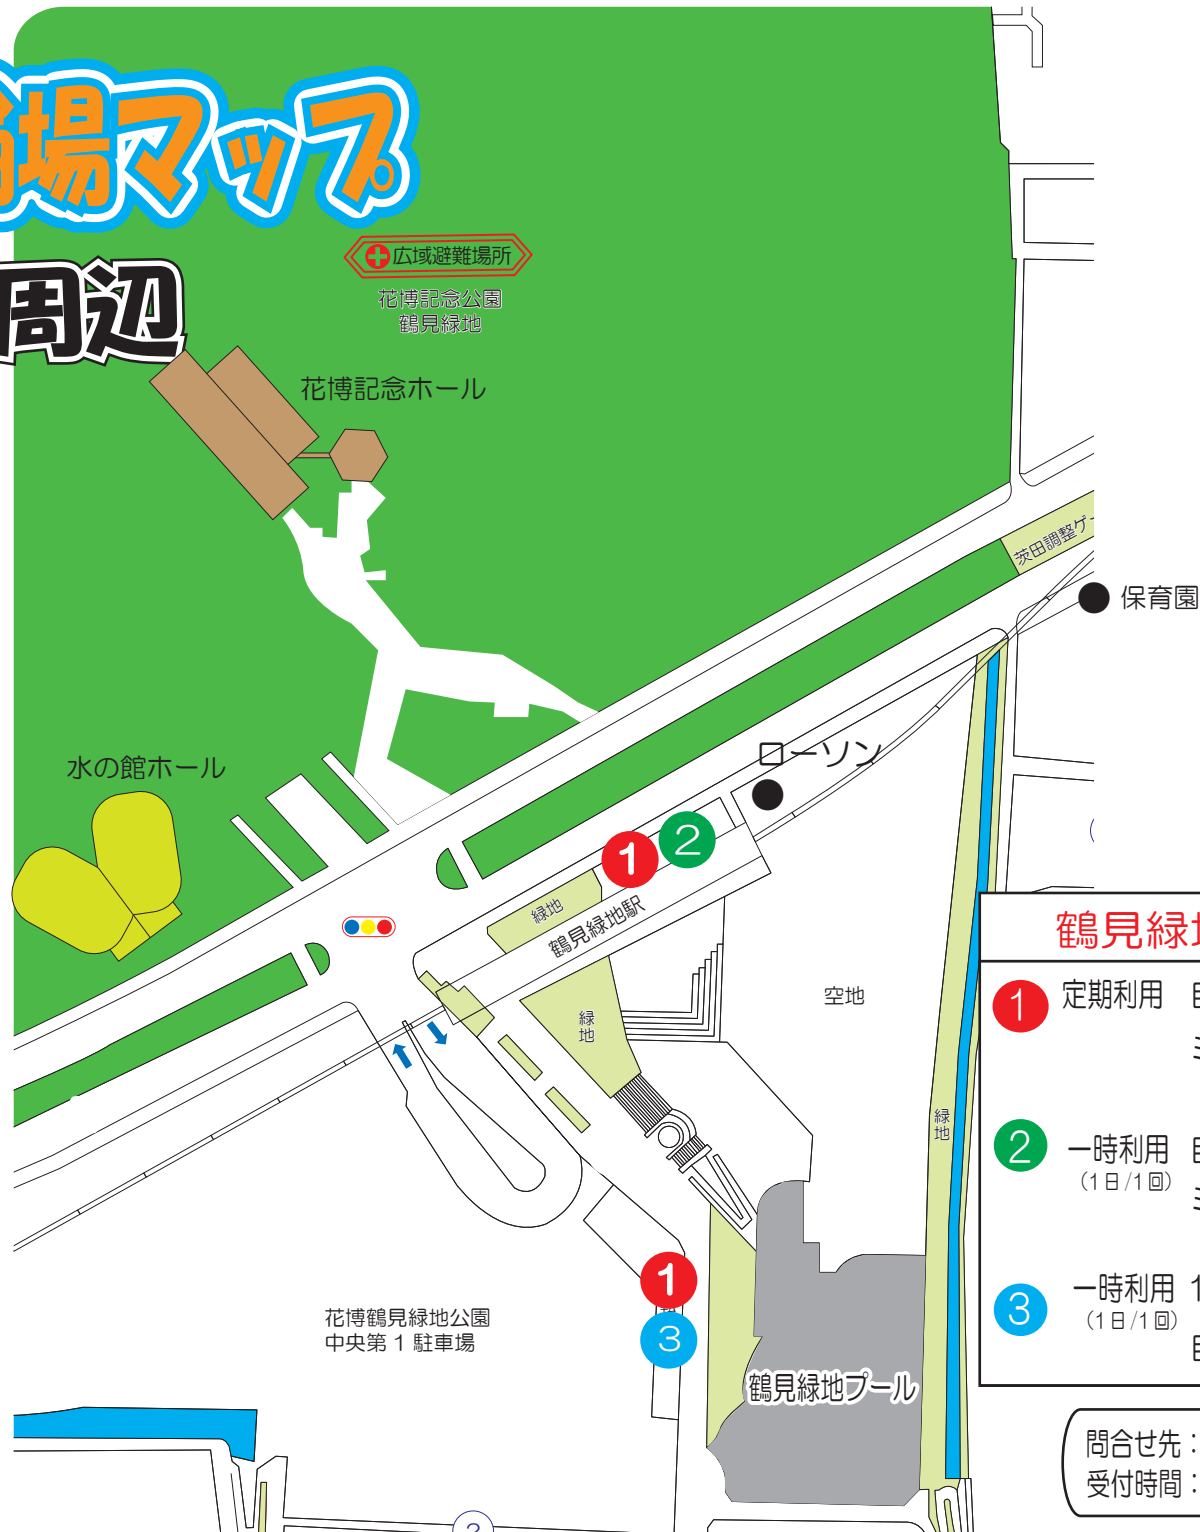 場マップ
周辺
広域避難場所
花博記念公園
鶴見緑地
花博記念ホール
茨田調整ゲー
保育園
水の館ホール
ローソン
1
2
緑地
鶴見緑地駅
緑
地
空地
緑
地
鶴見緑地
1 定期利用
2 一時利用
(1日/1回)
3 一時利用 1
(1日/1回)
1
3
花博鶴見緑地公園
中央第1駐車場
鶴見緑地プール
問合せ先：
受付時間：